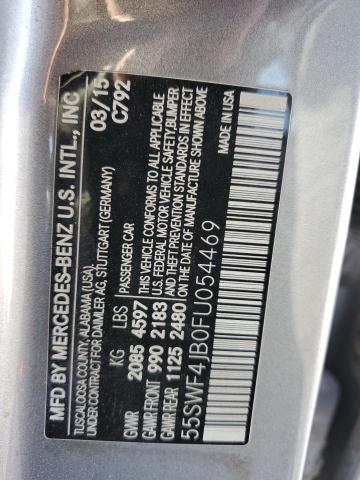 MFD BY MERCEDES-BENZ U.S. INTL., INC.
TUSCALOOSA COUNTY, ALABAMA (USA)
UNDER CONTRACT FOR DAIMLER AG, STUTTGART (GERMANY)
03/15
C792
KG LBS
GVWR 2085 4597
GAWR FRONT 990 2183
GAWR REAR 1125 2480
PASSENGER CAR
THIS VEHICLE CONFORMS TO ALL APPLICABLE
U.S. FEDERAL MOTOR VEHICLE SAFETY, BUMPER
AND THEFT PREVENTION STANDARDS IN EFFECT
ON THE DATE OF MANUFACTURE SHOWN ABOVE
55SWF4JB0FU054469
MADE IN USA